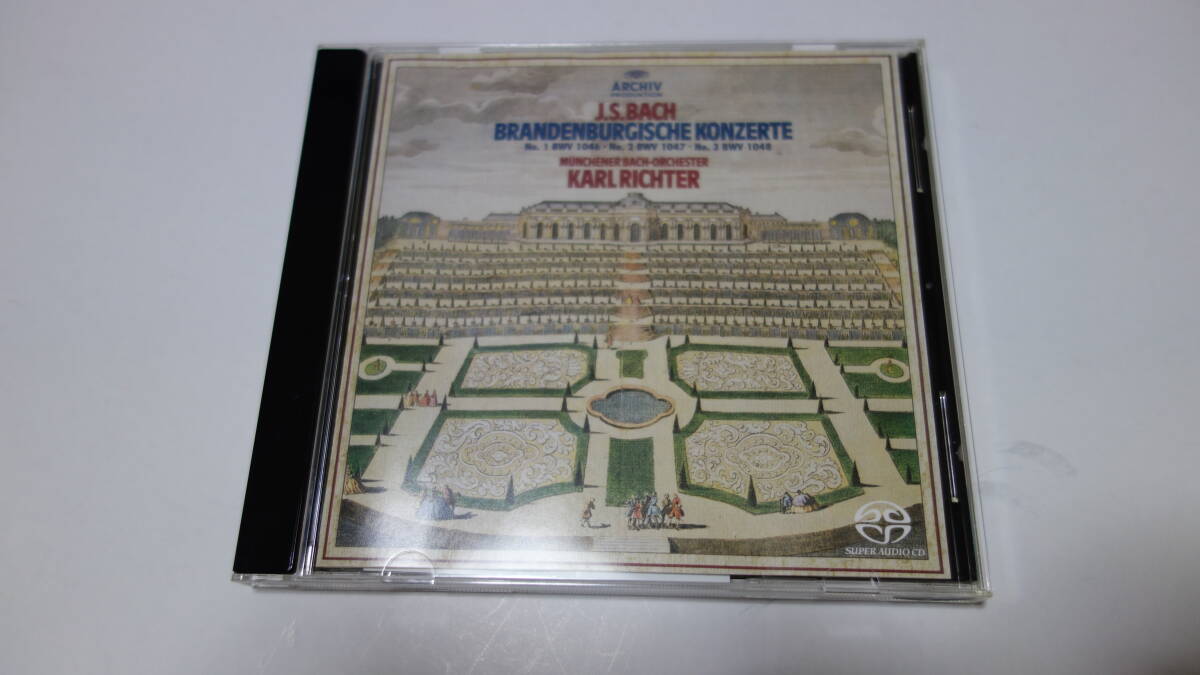 ARCHIV
PRODUKTION
J.S.BACH
BRANDENBURGISCHE KONZERTE
No. 1 BWV 1046 · No. 2 BWV 1047 · No. 3 BWV 1048
MÜNCHENER BACH-ORCHESTER
KARL RICHTER
SUPER AUDIO CD